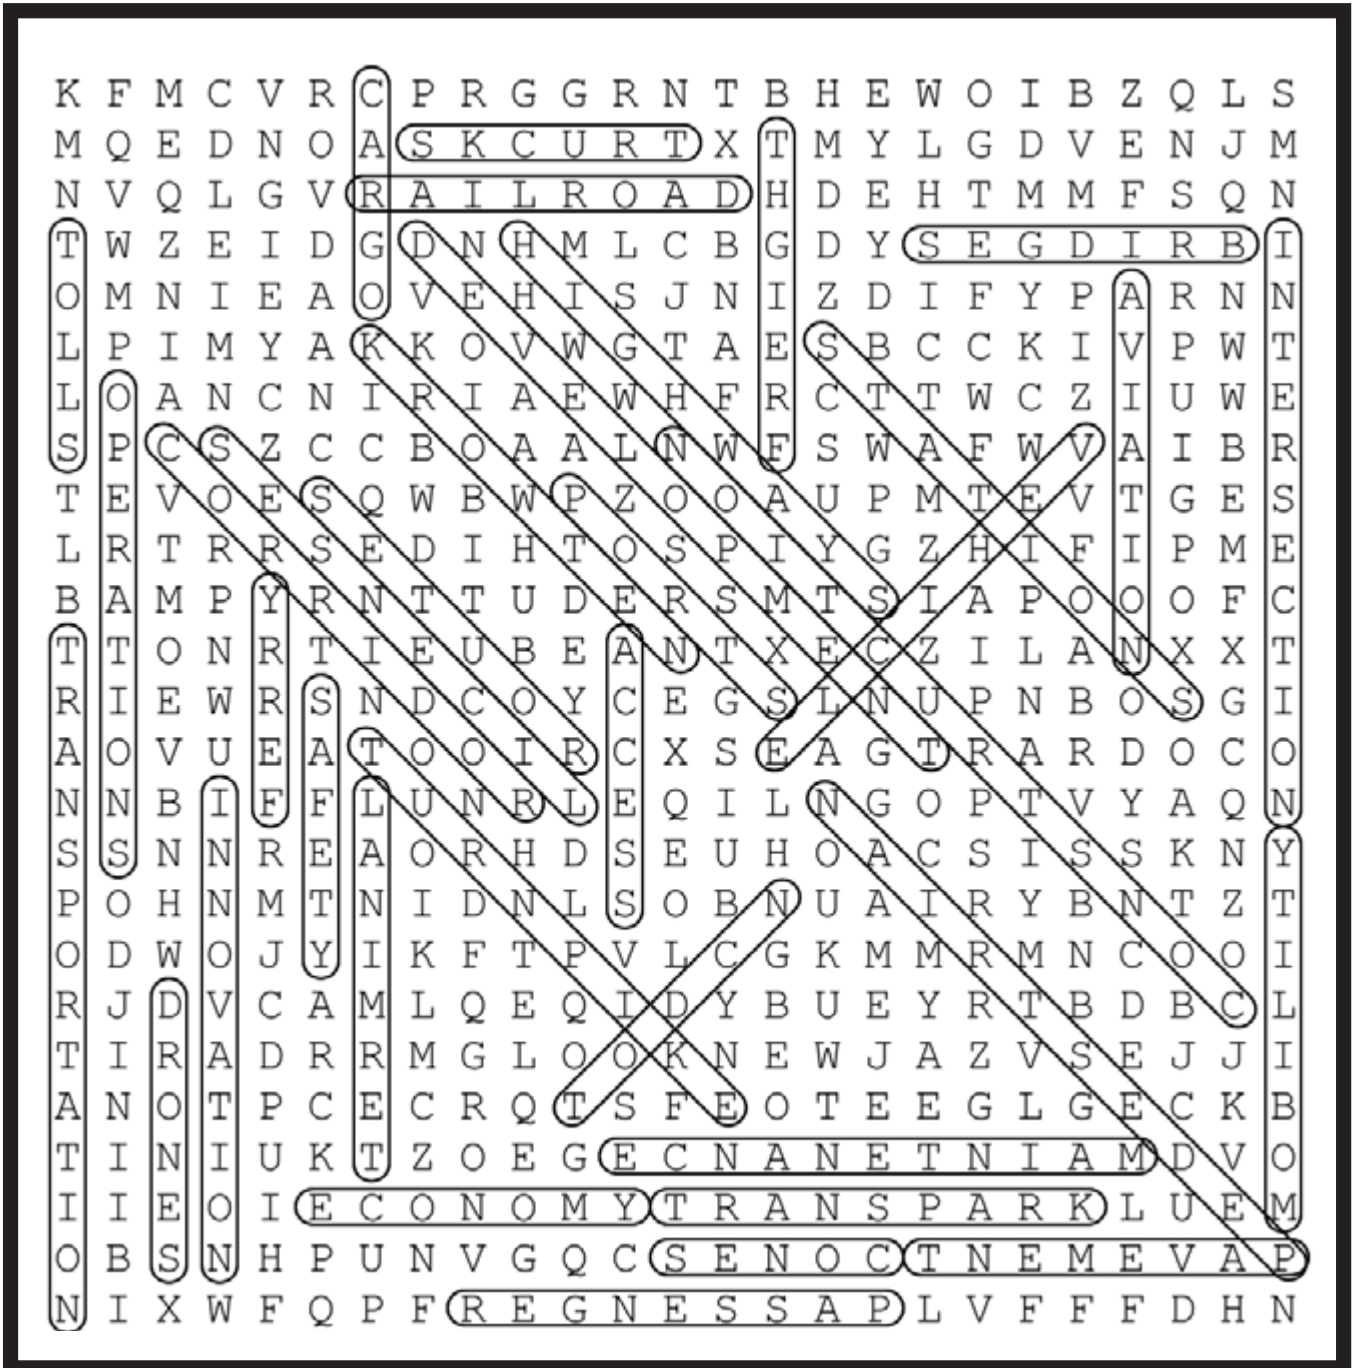 K F M C V R C P R G G R N T B H E W O I B Z Q L S
M Q E D N O A S K C U R T X T M Y L G D V E N J M
N V Q L G V R A I L R O A D H D E H T M M F S Q N
T W Z E I D G D N H M L C B G D Y S E G D I R B I
O M N I E A O V E H I S J N I Z D I F Y P A R N N
L P I M Y A K K O V W G T A E S B C C K I V P W T
L O A N C N I R I A E W H F R C T T W C Z I U W E
S P C S Z C C B O A A L N W F S W A F W V A I B R
T E V O E S Q W B W P Z O O A U P M T E V T G E S
L R T R R S E D I H T O S P I Y G Z H I F I P M E
B A M P Y R N T T U D E R S M T S I A P O O O F C
T T O N R T I E U B E A N T X E C Z I L A N X X T
R I E W R S N D C O Y C E G S L N U P N B O S G I
A O V U E A T O O I R C X S E A G T R A R D O C O
N N B I F F L U N R L E Q I L N G O P T V Y A Q N
S S N N R E A O R H D S E U H O A C S I S S K N Y
P O H N M T N I D N L S O B N U A I R Y B N T Z T
O D W O J Y I K F T P V L C G K M M R M N C O O I
R J D V C A M L Q E Q I D Y B U E Y R T B D B C L
T I R A D R R M G L O O K N E W J A Z V S E J J I
A N O T P C E C R Q T S F E O T E E G L G E C K B
T I N I U K T Z O E G E C N A N E T N I A M D V O
I I E O I E C O N O M Y T R A N S P A R K L U E M
O B S N H P U N V G Q C S E N O C T N E M E V A P
N I X W F Q P F R E G N E S S A P L V F F F D H N